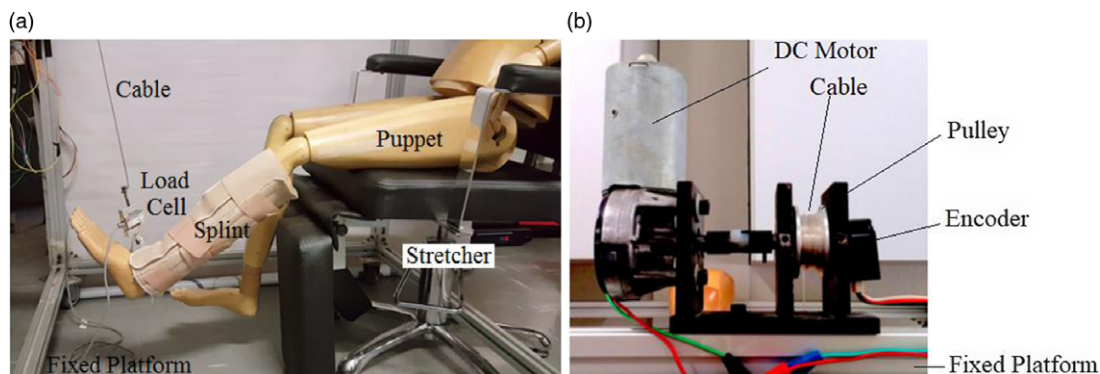 (a)
Cable
Load
Cell
Splint
Puppet
Stretcher
Fixed Platform
(b)
DC Motor
Cable
Pulley
Encoder
Fixed Platform